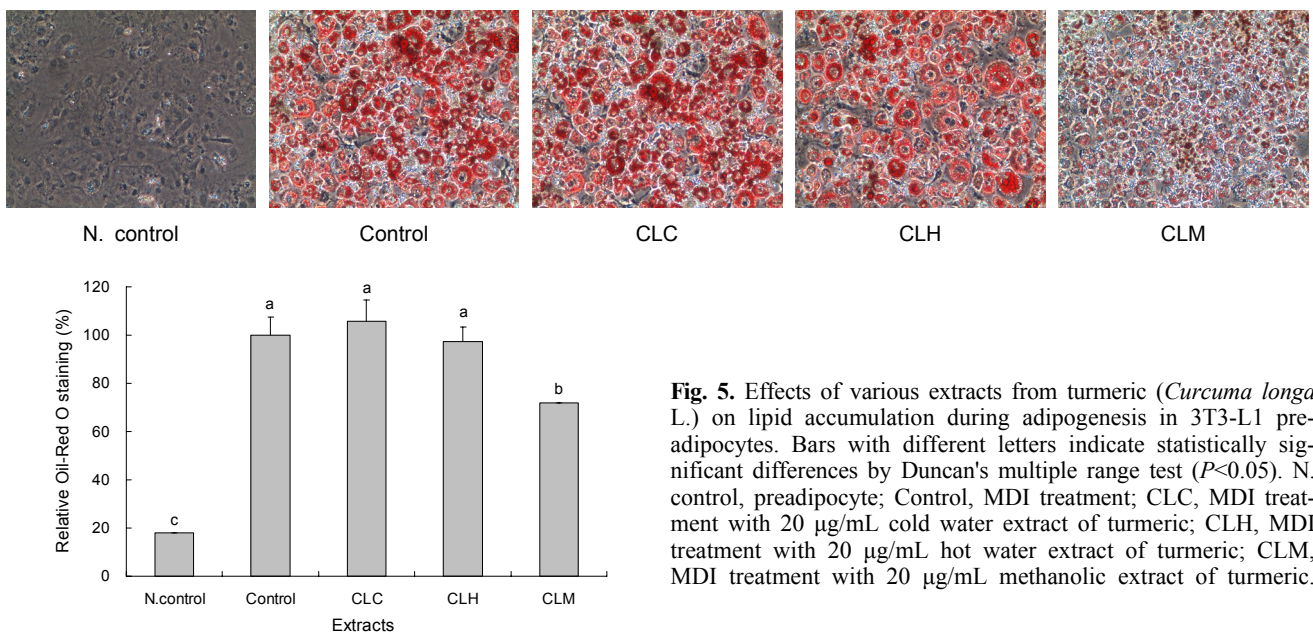 N. control
Control
CLC
CLH
CLM
Relative Oil-Red O staining (%)
120
100
80
60
40
20
0
c
a
a
a
b
N.control
Control
CLC
CLH
CLM
Extracts
Fig. 5. Effects of various extracts from turmeric (Curcuma longa
L.) on lipid accumulation during adipogenesis in 3T3-L1 pre-
adipocytes. Bars with different letters indicate statistically sig-
nificant differences by Duncan's multiple range test (P<0.05). N.
control, preadipocyte; Control, MDI treatment; CLC, MDI treat-
ment with 20 μg/mL cold water extract of turmeric; CLH, MDI
treatment with 20 μg/mL hot water extract of turmeric; CLM,
MDI treatment with 20 μg/mL methanolic extract of turmeric.